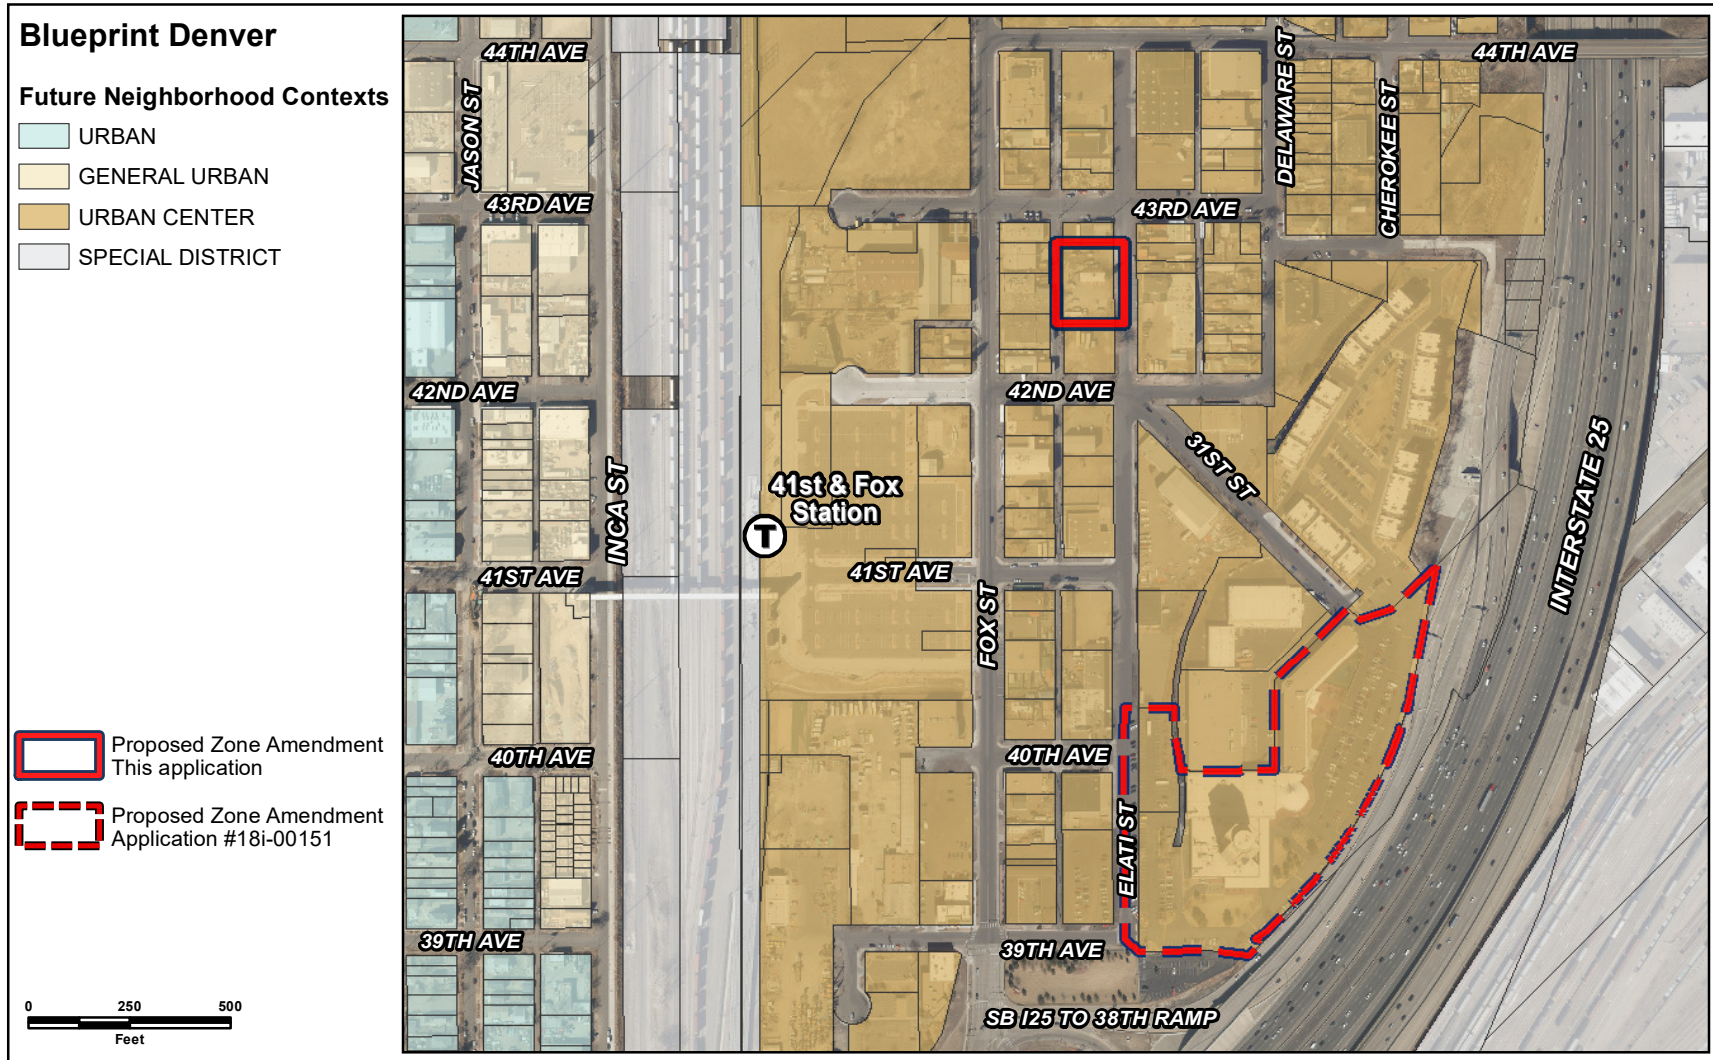 Blueprint Denver
Future Neighborhood Contexts
URBAN
GENERAL URBAN
URBAN CENTER
SPECIAL DISTRICT
Proposed Zone Amendment
This application
Proposed Zone Amendment
Application #18i-00151
0 250 500
Feet
44TH AVE
44TH AVE
JASON ST
DELAWARE ST
CHEROKEE ST
43RD AVE
43RD AVE
42ND AVE
42ND AVE
31ST ST
INCA ST
41st & Fox
Station
T
INTERSTATE 25
41ST AVE
41ST AVE
FOX ST
40TH AVE
40TH AVE
ELATI ST
39TH AVE
39TH AVE
SB I25 TO 38TH RAMP